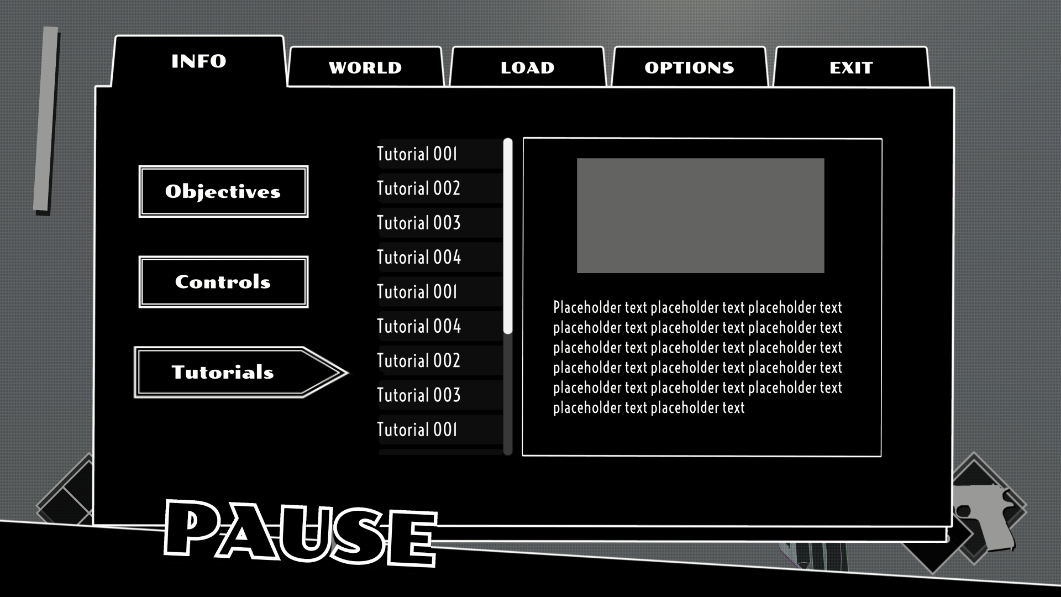 INFO
WORLD
LOAD
OPTIONS
EXIT
Objectives
Controls
Tutorials
Tutorial 001
Tutorial 002
Tutorial 003
Tutorial 004
Tutorial 001
Tutorial 004
Tutorial 002
Tutorial 003
Tutorial 001
Placeholder text placeholder text placeholder text
placeholder text placeholder text placeholder text
placeholder text placeholder text placeholder text
placeholder text placeholder text placeholder text
placeholder text placeholder text placeholder text
placeholder text placeholder text
PAUSE